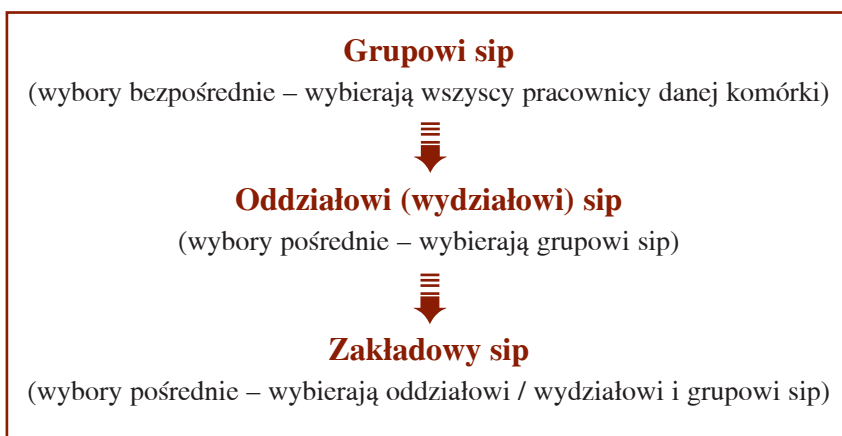 Grupowi sip
(wybory bezpośrednie – wybierają wszyscy pracownicy danej komórki)
Oddziałowi (wydziałowi) sip
(wybory pośrednie – wybierają grupowi sip)
Zakładowy sip
(wybory pośrednie – wybierają oddziałowi / wydziałowi i grupowi sip)